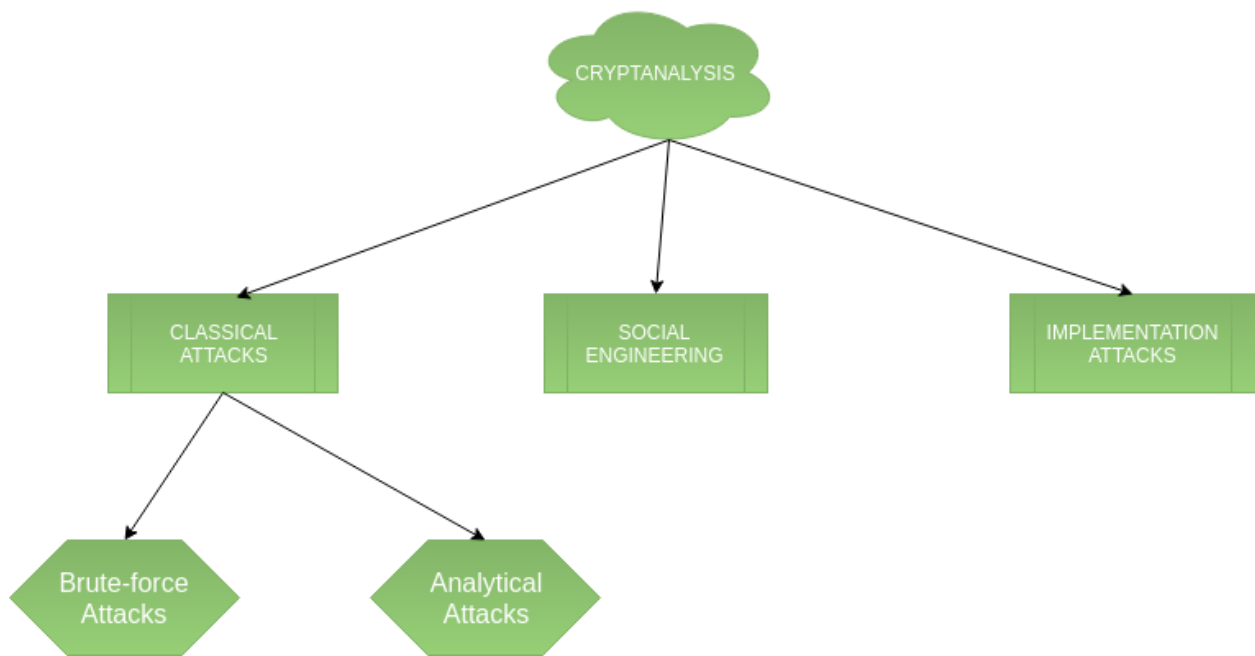 CRYPTANALYSIS
CLASSICAL
ATTACKS
SOCIAL
ENGINEERING
IMPLEMENTATION
ATTACKS
Brute-force
Attacks
Analytical
Attacks